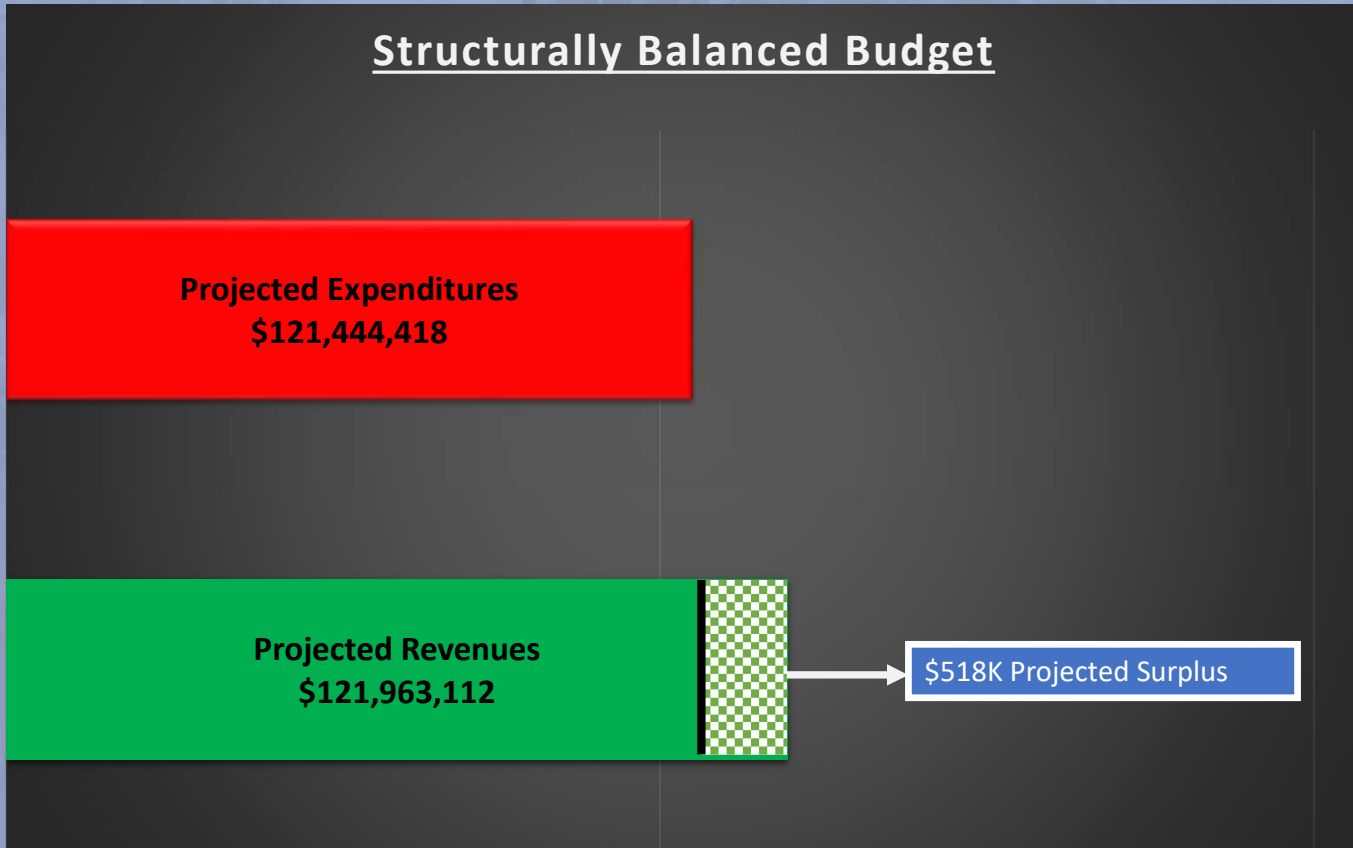 Structurally Balanced Budget
Projected Expenditures
$121,444,418
Projected Revenues
$121,963,112
$518K Projected Surplus